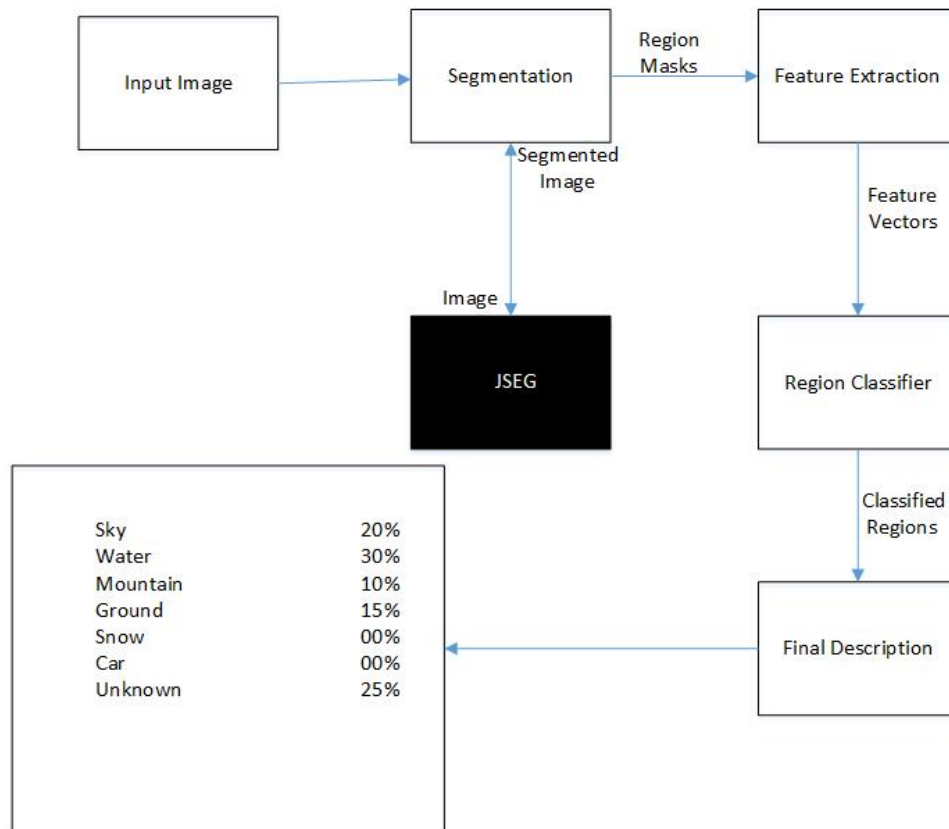 Input Image
Segmentation
Region
Masks
Feature Extraction
Segmented
Image
Feature
Vectors
Image
JSEG
Region Classifier
Classified
Regions
Final Description
Sky 20%
Water 30%
Mountain 10%
Ground 15%
Snow 00%
Car 00%
Unknown 25%